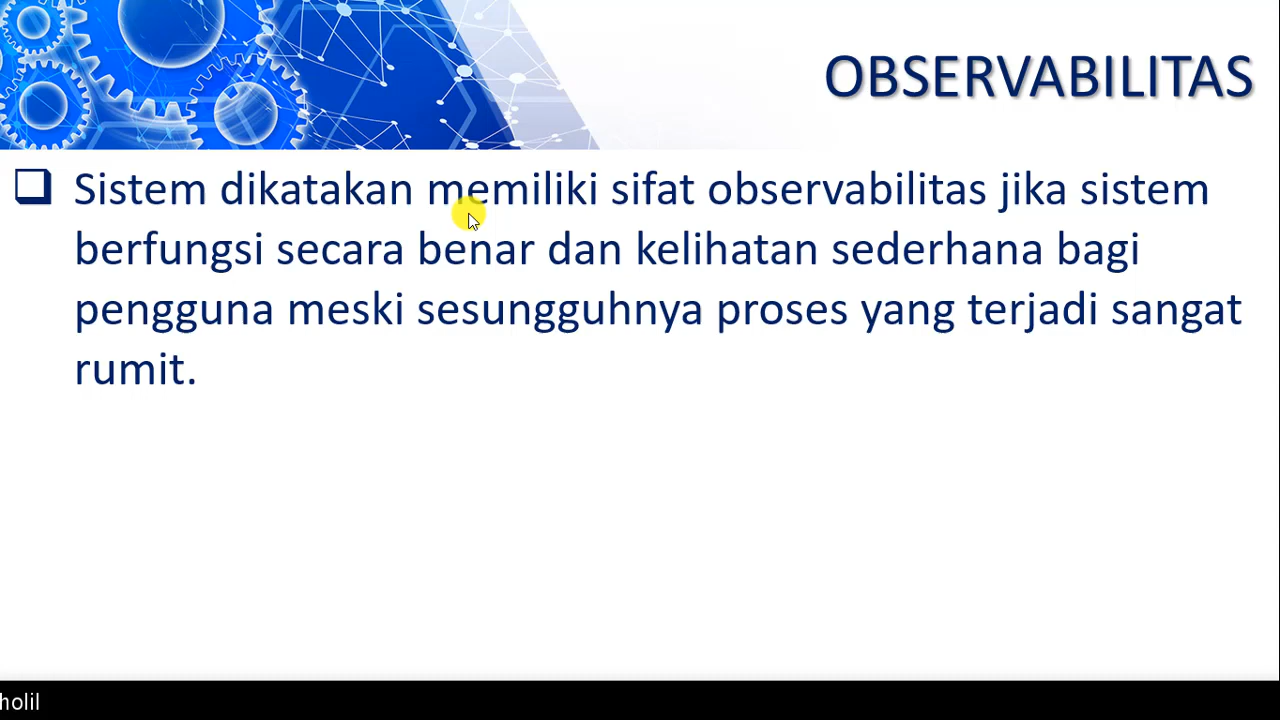 OBSERVABILITAS
Sistem dikatakan memiliki sifat observabilitas jika sistem
berfungsi secara benar dan kelihatan sederhana bagi
pengguna meski sesungguhnya proses yang terjadi sangat
rumit.
holil